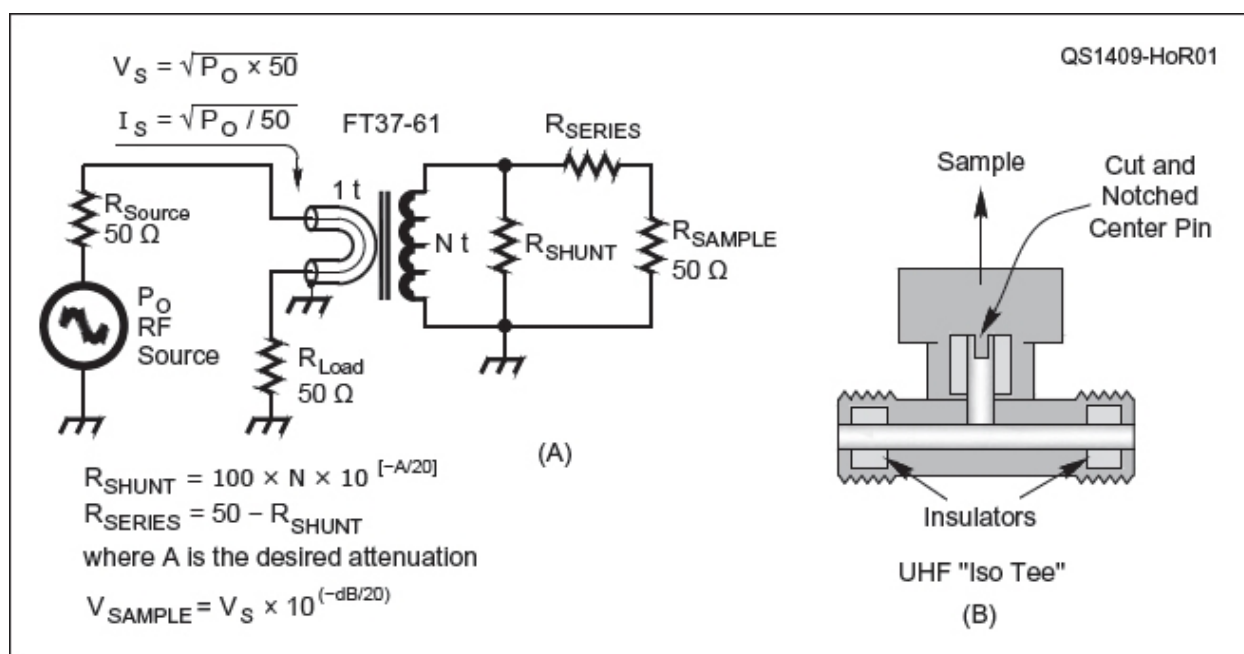 QS1409-HoR01
V_S = √(P_O × 50)
I_S = √(P_O / 50)
FT37-61
R_SERIES
1 t
R_Source
50 Ω
N t
R_SHUNT
R_SAMPLE
50 Ω
P_O
RF
Source
R_Load
50 Ω
(A)
R_SHUNT = 100 × N × 10^[–A/20]
R_SERIES = 50 – R_SHUNT
where A is the desired attenuation
V_SAMPLE = V_S × 10^(–dB/20)
Sample
Cut and
Notched
Center Pin
Insulators
UHF "Iso Tee"
(B)